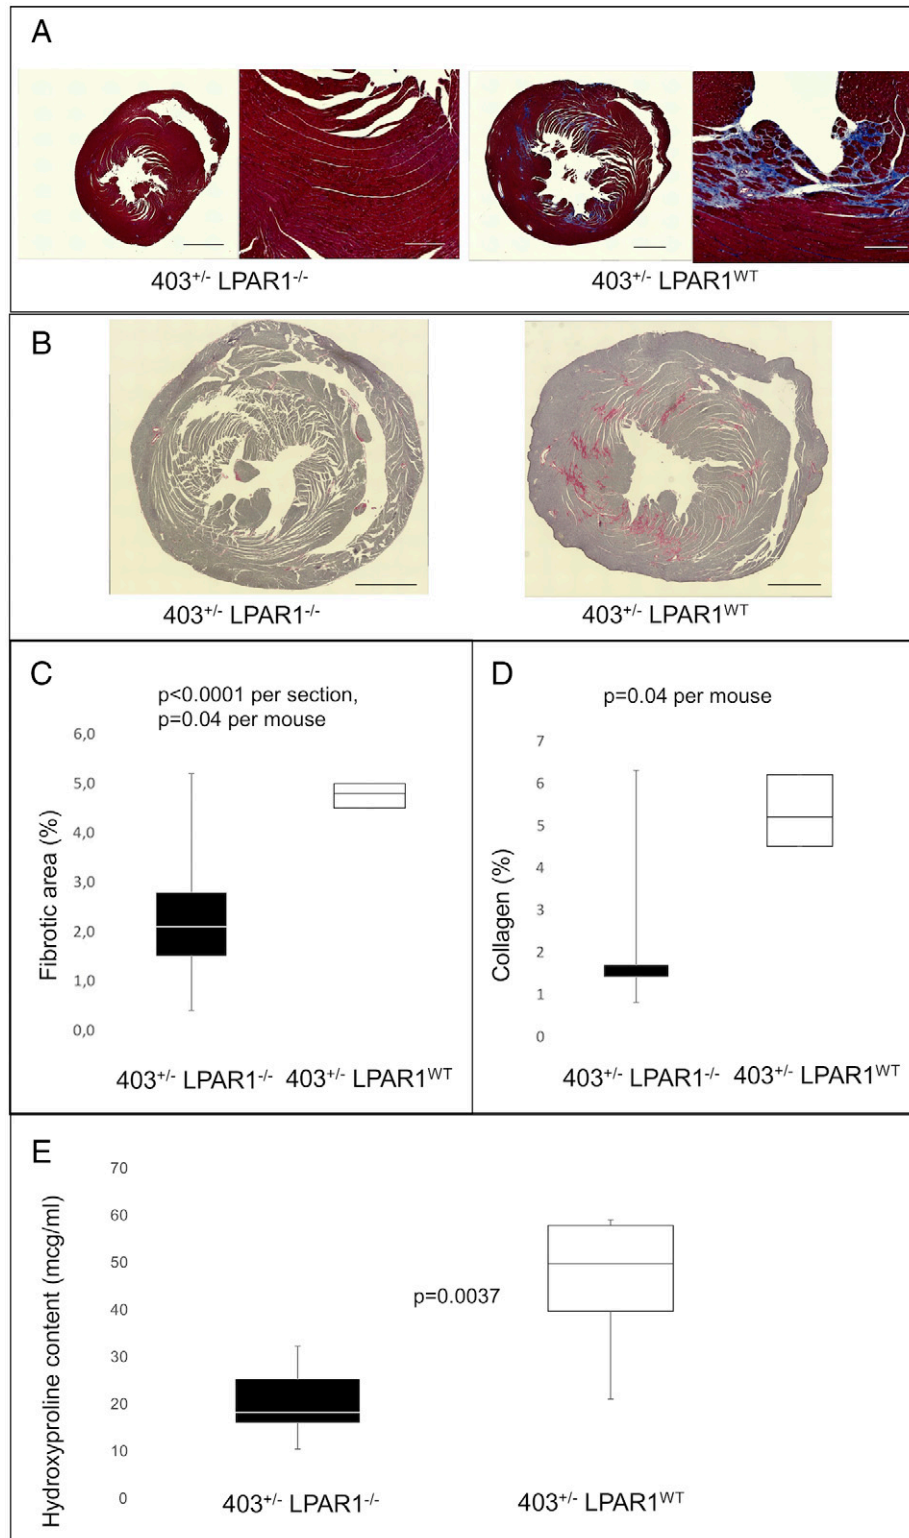 A
403+/- LPAR1-/-
403+/- LPAR1WT
B
403+/- LPAR1-/-
403+/- LPAR1WT
C
p<0.0001 per section,
p=0.04 per mouse
Fibrotic area (%)
6,0
5,0
4,0
3,0
2,0
1,0
0,0
403+/- LPAR1-/-
403+/- LPAR1WT
D
p=0.04 per mouse
Collagen (%)
7
6
5
4
3
2
1
0
403+/- LPAR1-/-
403+/- LPAR1WT
E
Hydroxyproline content (mcg/ml)
70
60
50
40
30
20
10
0
p=0.0037
403+/- LPAR1-/-
403+/- LPAR1WT